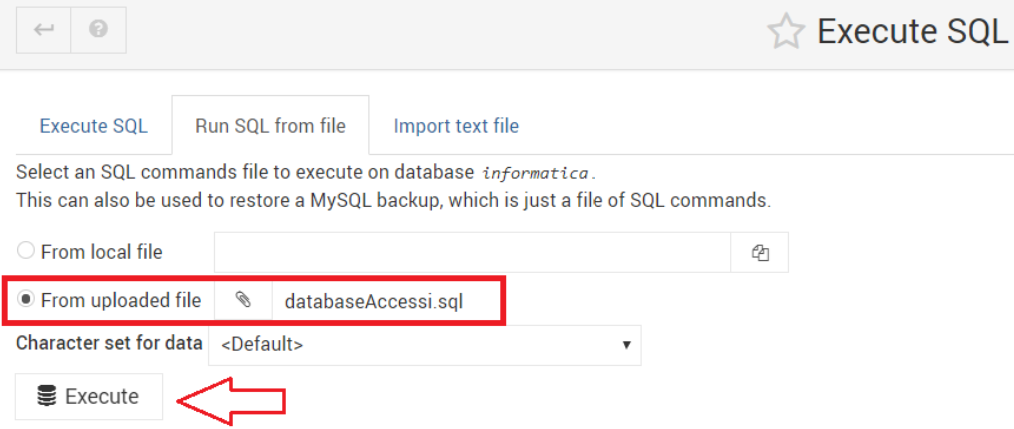 Execute SQL
Execute SQL Run SQL from file Import text file
Select an SQL commands file to execute on database informatica.
This can also be used to restore a MySQL backup, which is just a file of SQL commands.
From local file
From uploaded file databaseAccessi.sql
Character set for data <Default>
Execute